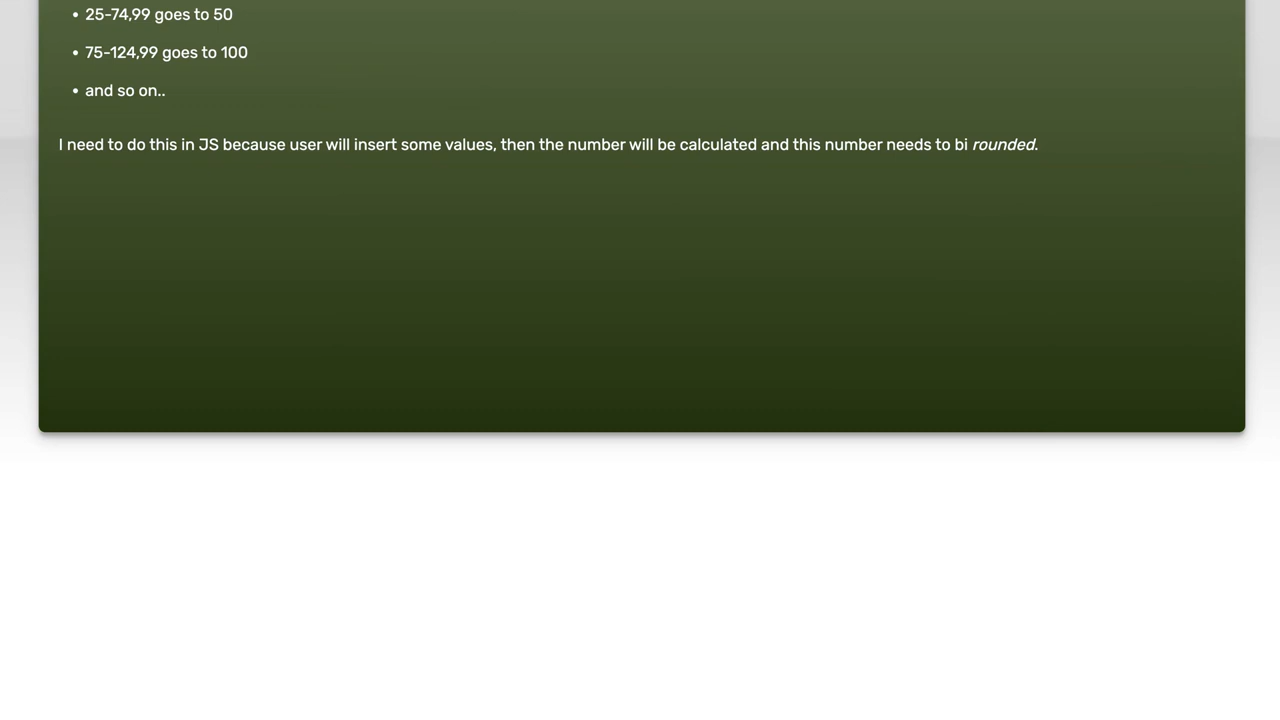 • 25-74,99 goes to 50
• 75-124,99 goes to 100
• and so on..
I need to do this in JS because user will insert some values, then the number will be calculated and this number needs to bi rounded.